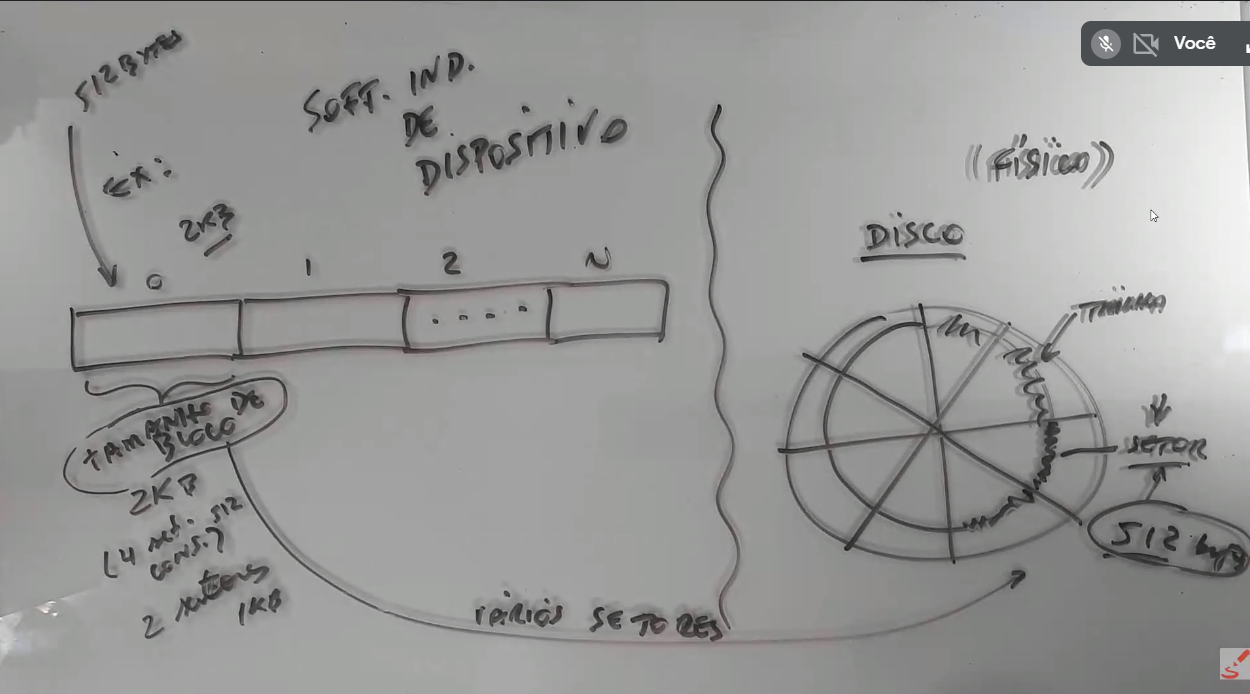 512 BYTES
EX:
2KB
SOFT. IND.
DE
DISPOSITIVO
0 1 2 N
. . . .
TAMANHO DE
BLOCO
2KB
(4 set. 512
cons.)
2 setores
1KB
VÁRIOS SETORES
((FÍSICO))
DISCO
TRILHA
SETOR
512 bytes
Você